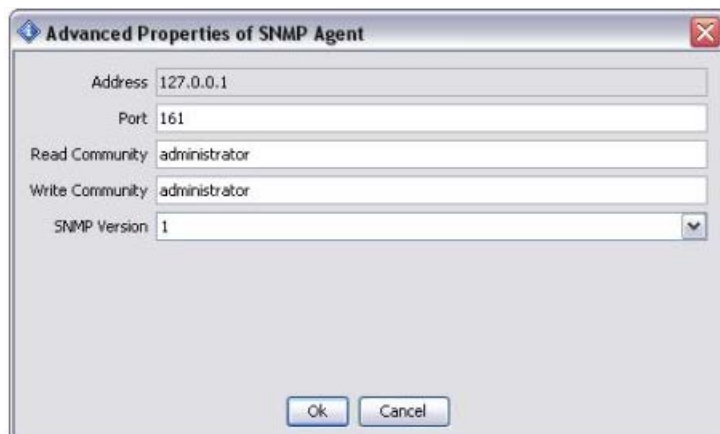 Advanced Properties of SNMP Agent
Address 127.0.0.1
Port 161
Read Community administrator
Write Community administrator
SNMP Version 1
Ok Cancel